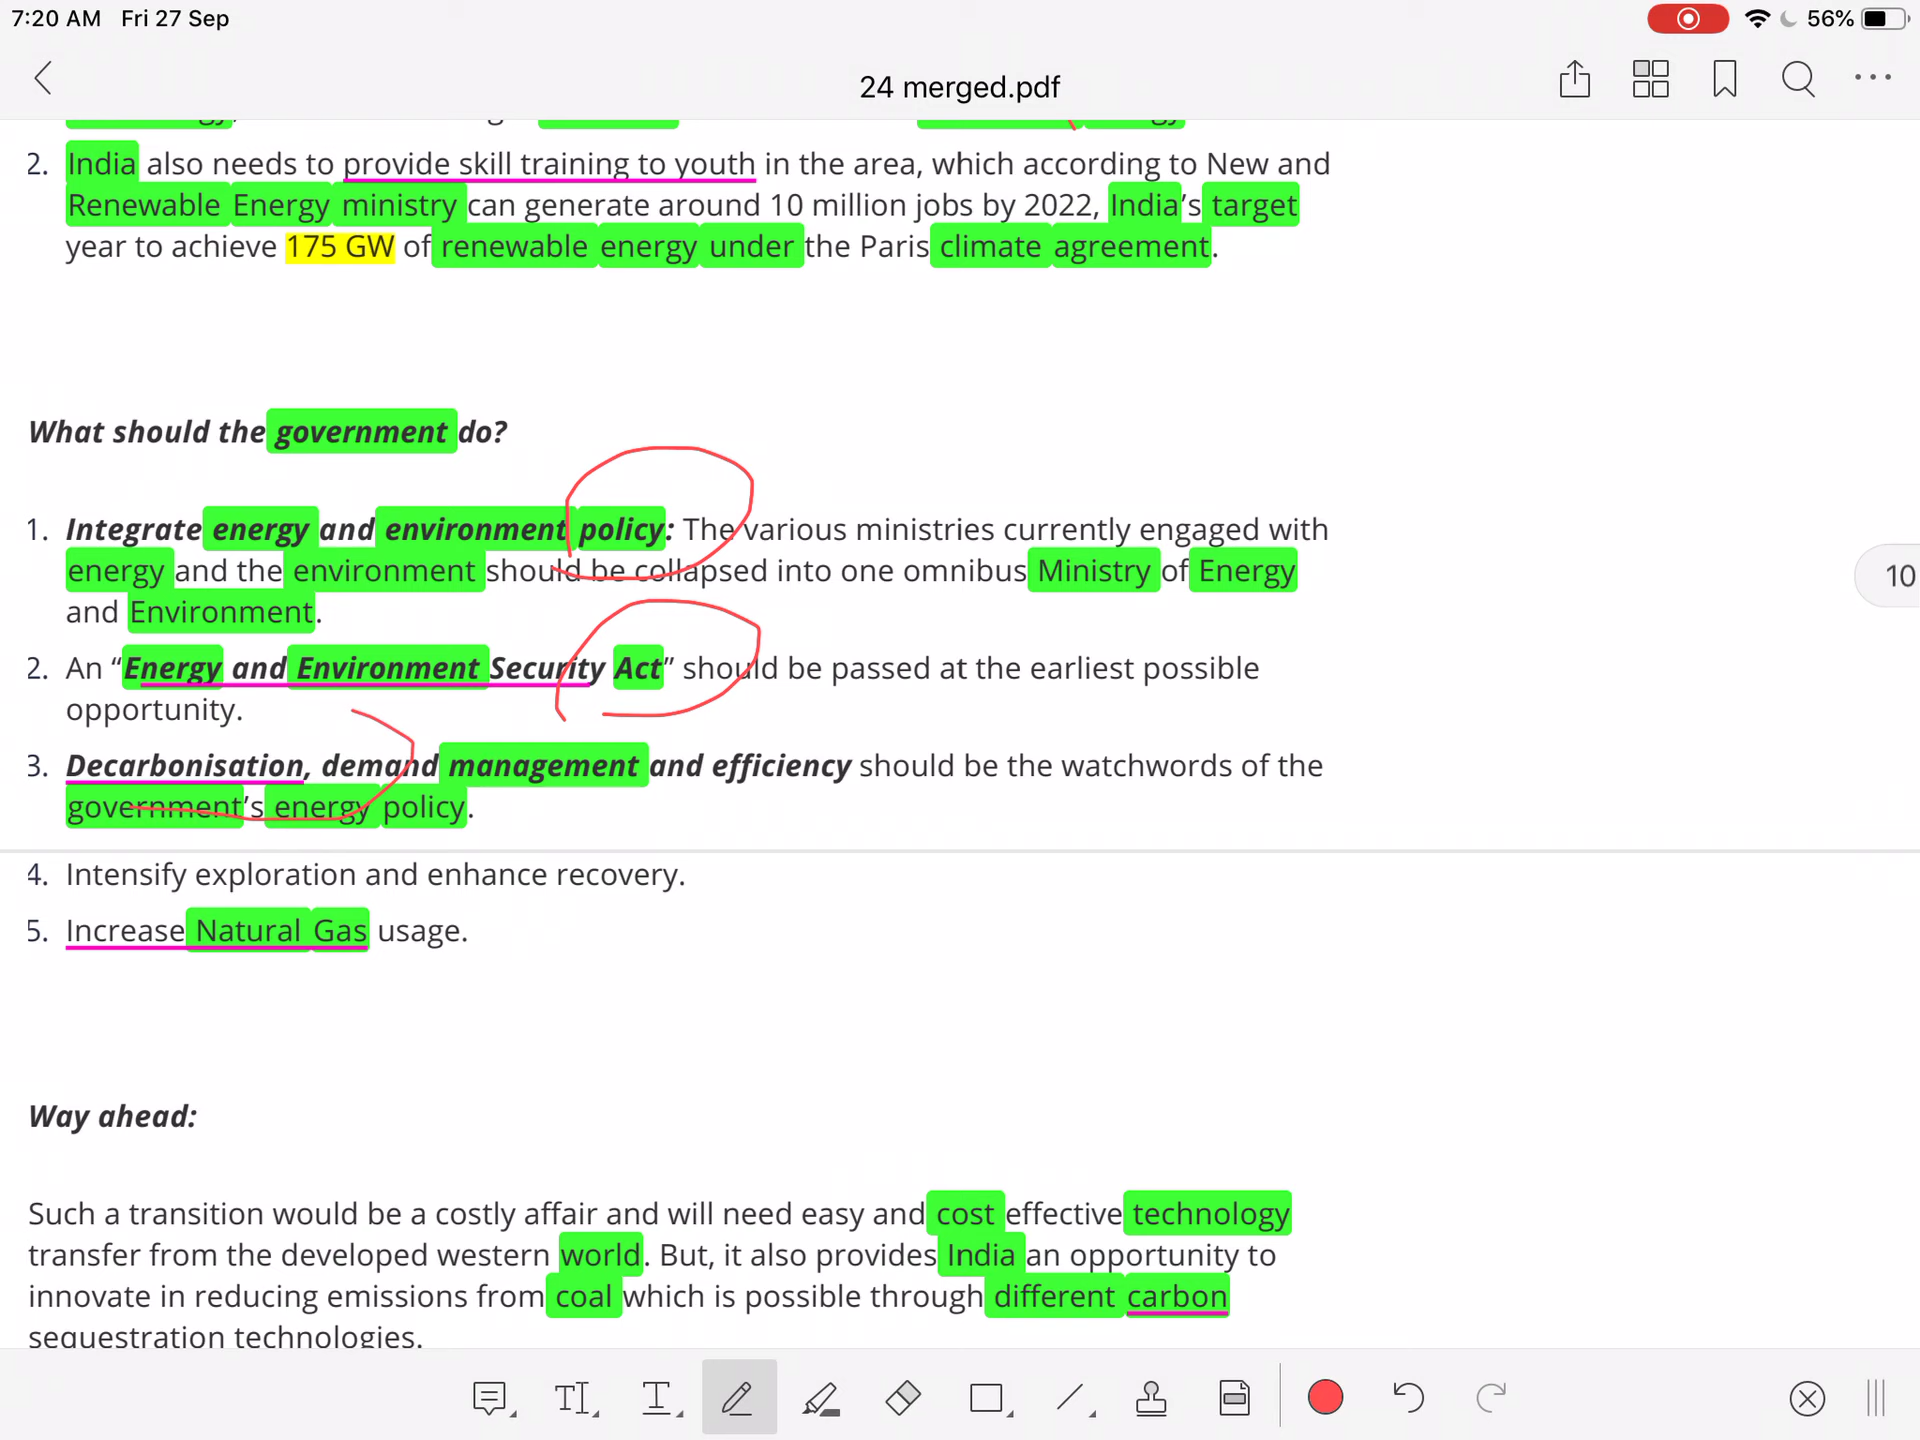 7:20 AM Fri 27 Sep
56%
24 merged.pdf
2. India also needs to provide skill training to youth in the area, which according to New and
Renewable Energy ministry can generate around 10 million jobs by 2022, India's target
year to achieve 175 GW of renewable energy under the Paris climate agreement.
What should the government do?
1. Integrate energy and environment policy: The various ministries currently engaged with
energy and the environment should be collapsed into one omnibus Ministry of Energy
and Environment.
10
2. An “Energy and Environment Security Act” should be passed at the earliest possible
opportunity.
3. Decarbonisation, demand management and efficiency should be the watchwords of the
government’s energy policy.
4. Intensify exploration and enhance recovery.
5. Increase Natural Gas usage.
Way ahead:
Such a transition would be a costly affair and will need easy and cost effective technology
transfer from the developed western world. But, it also provides India an opportunity to
innovate in reducing emissions from coal which is possible through different carbon
sequestration technologies.